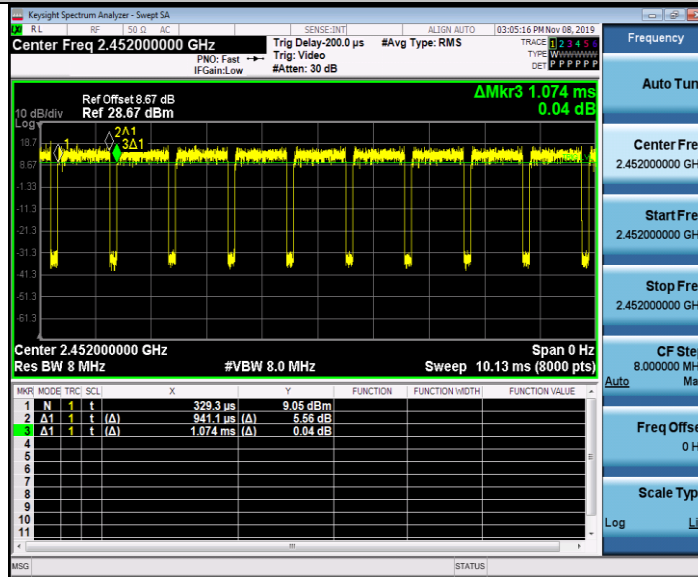 Keysight Spectrum Analyzer - Swept SA
RL RF 50 Ω AC SENSE:INT ALIGN AUTO 03:05:16 PM Nov 08, 2019
Center Freq 2.452000000 GHz Trig Delay-200.0 µs #Avg Type: RMS TRACE 1 2 3 4 5 6
PNO: Fast Trig: Video TYPE WWWWWW
IFGain:Low #Atten: 30 dB DET P P P P P P
ΔMkr3 1.074 ms
0.04 dB
Ref Offset 8.67 dB
10 dB/div Ref 28.67 dBm
Log
18.7
8.67
-1.33
-11.3
-21.3
-31.3
-41.3
-51.3
-61.3
1
2Δ1
3Δ1
Center 2.452000000 GHz Span 0 Hz
Res BW 8 MHz #VBW 8.0 MHz Sweep 10.13 ms (8000 pts)
MKR MODE TRC SCL X Y FUNCTION FUNCTION WIDTH FUNCTION VALUE
1 N 1 t 329.3 µs 9.05 dBm
2 Δ1 1 t (Δ) 941.1 µs (Δ) 5.56 dB
3 Δ1 1 t (Δ) 1.074 ms (Δ) 0.04 dB
4
5
6
7
8
9
10
11
MSG STATUS
Frequency
Auto Tun
Center Fre
2.452000000 GH
Start Fre
2.452000000 GH
Stop Fre
2.452000000 GH
CF Ste
8.000000 MH
Auto Ma
Freq Offse
0 H
Scale Typ
Log Li